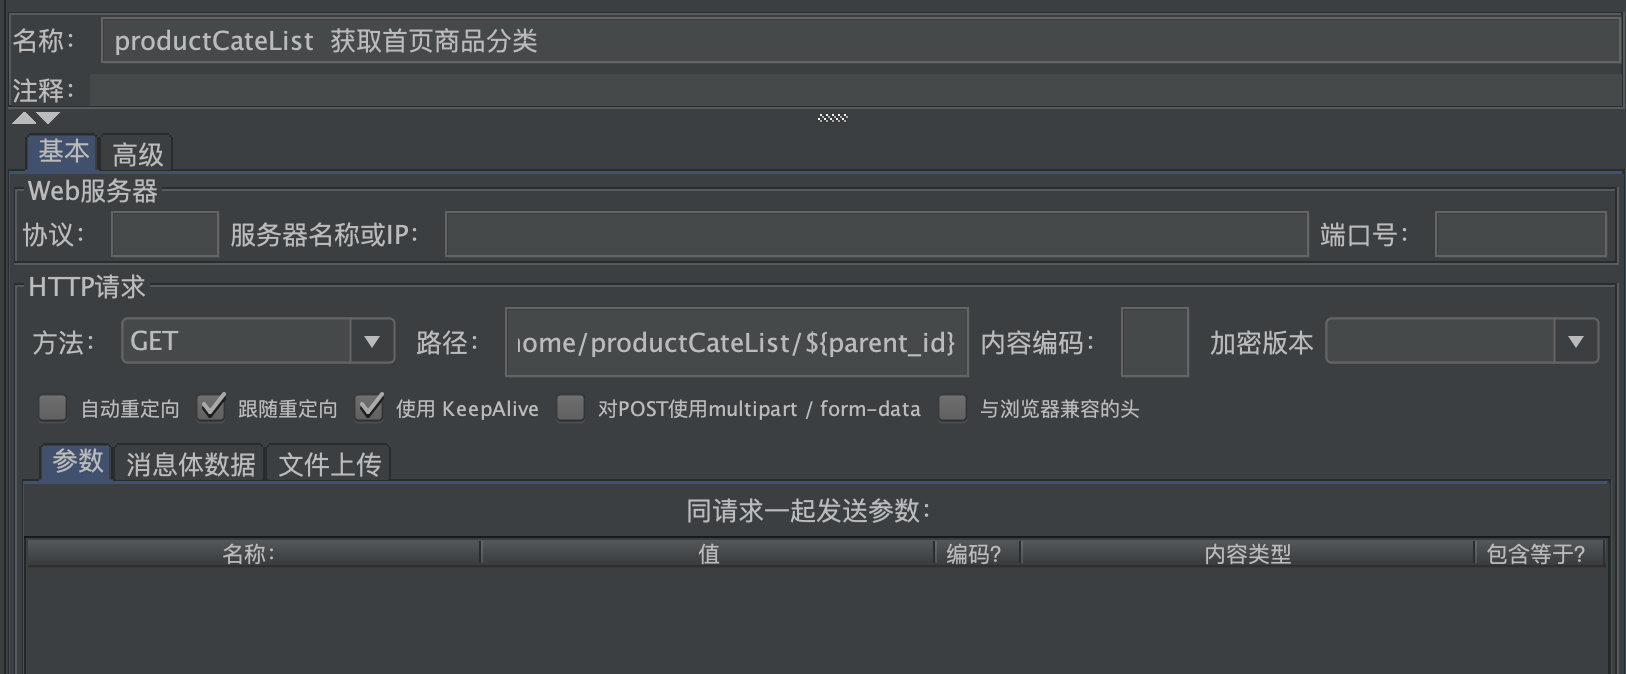 名称： productCateList 获取首页商品分类
注释：
基本 高级
Web服务器
协议： 服务器名称或IP： 端口号：
HTTP请求
方法： GET 路径： ome/productCateList/${parent_id} 内容编码： 加密版本
自动重定向 跟随重定向 使用 KeepAlive 对POST使用multipart / form-data 与浏览器兼容的头
参数 消息体数据 文件上传
同请求一起发送参数：
名称： 值 编码? 内容类型 包含等于?